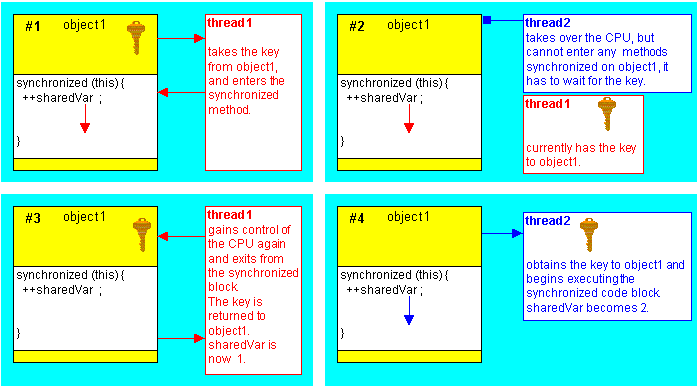 #1 object1
synchronized (this) {
++sharedVar ;
}
thread1
takes the key
from object1,
and enters the
synchronized
method.
#2 object1
synchronized (this) {
++sharedVar ;
}
thread2
takes over the CPU, but
cannot enter any methods
synchronized on object1, it
has to wait for the key.
thread1
currently has the key
to object1.
#3 object1
synchronized (this) {
++sharedVar ;
}
thread1
gains control of
the CPU again
and exits from
the synchronized
block.
The key is
returned to
object1.
sharedVar is
now 1.
#4 object1
synchronized (this) {
++sharedVar ;
}
thread2
obtains the key to object1 and
begins executing the
synchronized code block.
sharedVar becomes 2.